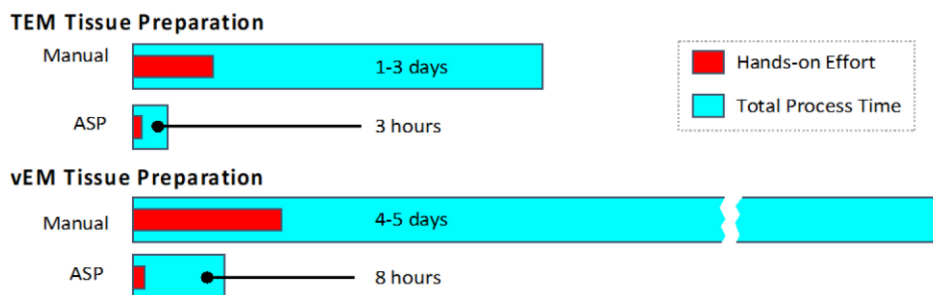 TEM Tissue Preparation
Manual
1-3 days
ASP
3 hours
Hands-on Effort
Total Process Time
vEM Tissue Preparation
Manual
4-5 days
ASP
8 hours